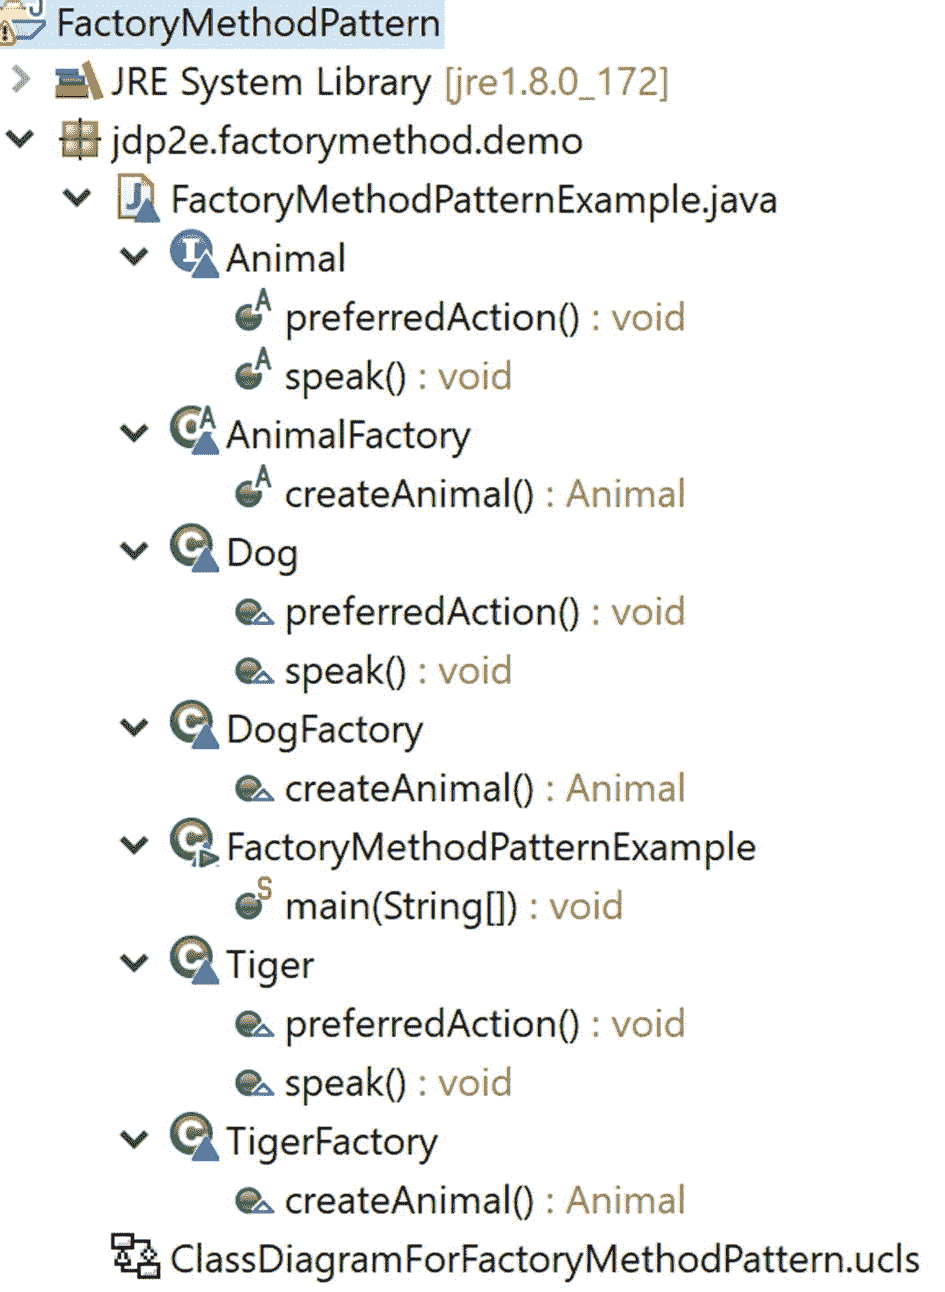 FactoryMethodPattern
JRE System Library [jre1.8.0_172]
jdp2e.factorymethod.demo
FactoryMethodPatternExample.java
Animal
preferredAction() : void
speak() : void
AnimalFactory
createAnimal() : Animal
Dog
preferredAction() : void
speak() : void
DogFactory
createAnimal() : Animal
FactoryMethodPatternExample
main(String[]) : void
Tiger
preferredAction() : void
speak() : void
TigerFactory
createAnimal() : Animal
ClassDiagramForFactoryMethodPattern.ucls